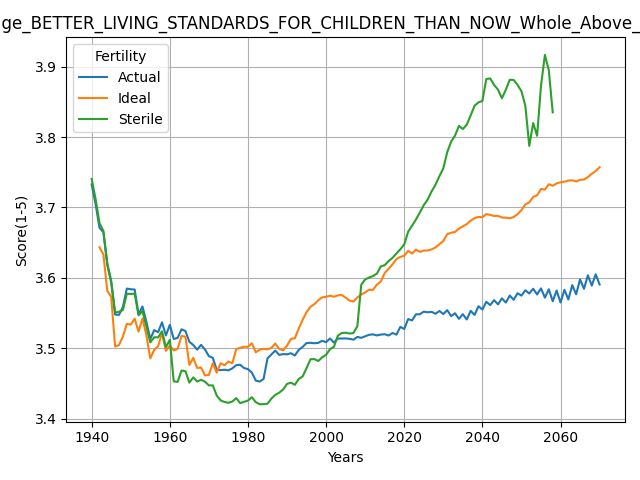 ge_BETTER_LIVING_STANDARDS_FOR_CHILDREN_THAN_NOW_Whole_Above_
Fertility
Actual
Ideal
Sterile
3.9
3.8
3.7
3.6
3.5
3.4
Score(1-5)
1940 1960 1980 2000 2020 2040 2060
Years